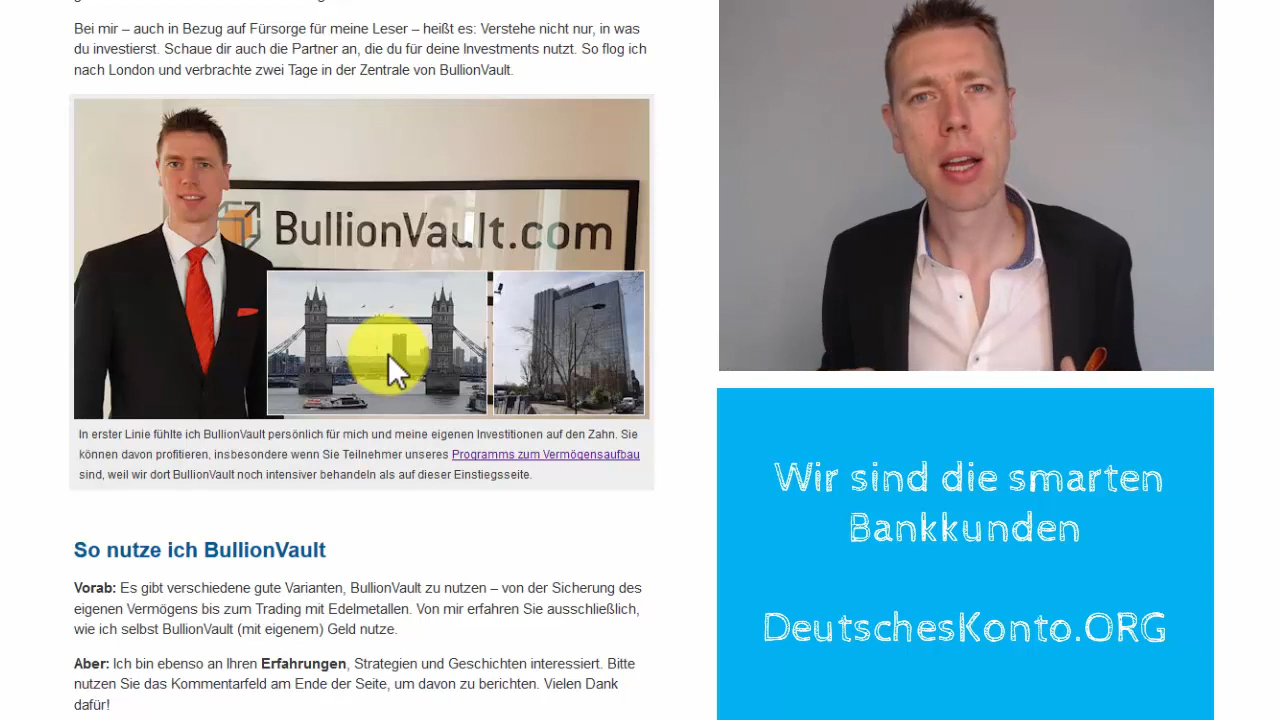 Bei mir – auch in Bezug auf Fürsorge für meine Leser – heißt es: Verstehe nicht nur, in was
du investierst. Schaue dir auch die Partner an, die du für deine Investments nutzt. So flog ich
nach London und verbrachte zwei Tage in der Zentrale von BullionVault.
BullionVault.com
In erster Linie fühlte ich BullionVault persönlich für mich und meine eigenen Investitionen auf den Zahn. Sie
können davon profitieren, insbesondere wenn Sie Teilnehmer unseres Programms zum Vermögensaufbau
sind, weil wir dort BullionVault noch intensiver behandeln als auf dieser Einstiegsseite.
So nutze ich BullionVault
Vorab: Es gibt verschiedene gute Varianten, BullionVault zu nutzen – von der Sicherung des
eigenen Vermögens bis zum Trading mit Edelmetallen. Von mir erfahren Sie ausschließlich,
wie ich selbst BullionVault (mit eigenem) Geld nutze.
Aber: Ich bin ebenso an Ihren Erfahrungen, Strategien und Geschichten interessiert. Bitte
nutzen Sie das Kommentarfeld am Ende der Seite, um davon zu berichten. Vielen Dank
dafür!
Wir sind die smarten
Bankkunden
DeutschesKonto.ORG